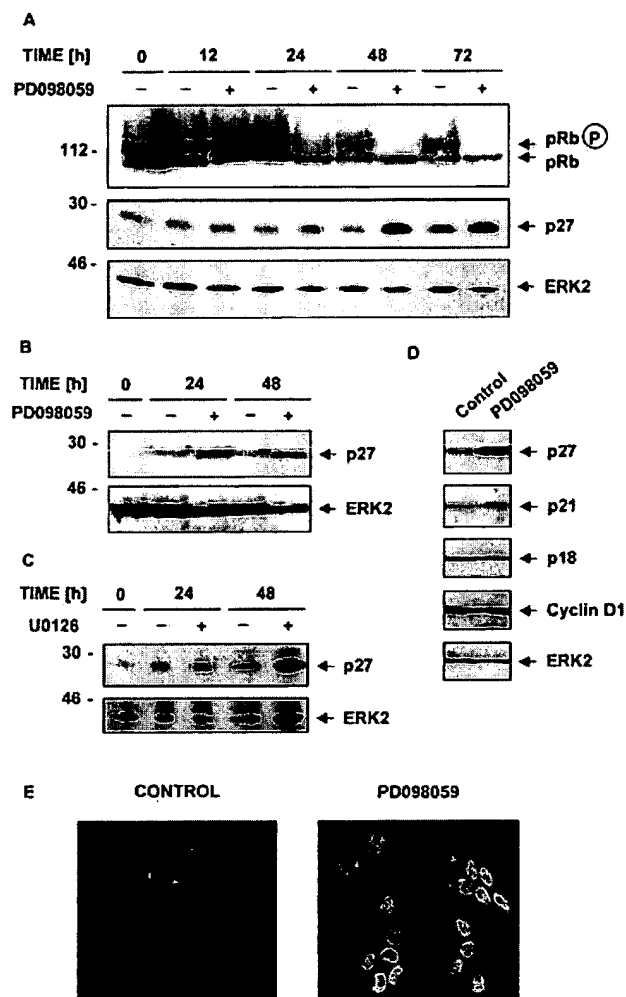 A
TIME [h] 0 12 24 48 72
PD098059 – – + – + – + – +
112 -
pRb P
pRb
30 -
p27
46 -
ERK2
B
TIME [h] 0 24 48
PD098059 – – + – +
30 -
p27
46 -
ERK2
C
TIME [h] 0 24 48
U0126 – – + – +
30 -
p27
46 -
ERK2
D
Control PD098059
p27
p21
p18
Cyclin D1
ERK2
E
CONTROL PD098059